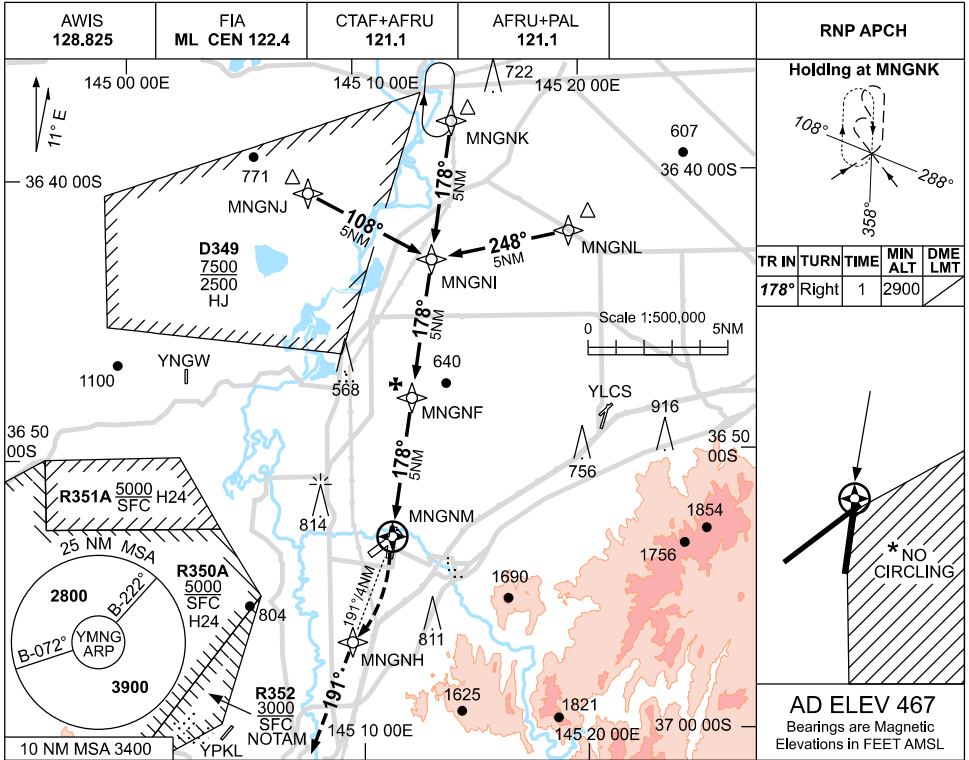 AWIS
128.825
FIA
ML CEN 122.4
CTAF+AFRU
121.1
AFRU+PAL
121.1
RNP APCH
145 00 00E
145 10 00E
722
145 20 00E
11° E
MNGNK
607
36 40 00S
36 40 00S
771
MNGNJ
178°
5NM
108°
5NM
MNGNL
248°
5NM
MNGNI
D349
7500
2500
HJ
178°
5NM
Scale 1:500,000
0
5NM
1100
YNGW
568
640
MNGNF
YLCS
916
756
36 50
00S
36 50
00S
178°
5NM
R351A
5000
SFC
H24
814
MNGNM
1854
1756
25 NM MSA
2800
B-222°
B-072°
YMNG
ARP
3900
R350A
5000
SFC
H24
804
191°/4NM
1690
811
MNGNH
191°
R352
3000
SFC
NOTAM
1625
1821
37 00 00S
145 10 00E
145 20 00E
YPKL
10 NM MSA 3400
Holding at MNGNK
108°
288°
358°
TR IN
TURN
TIME
MIN
ALT
DME
LMT
178°
Right
1
2900
*NO
CIRCLING
AD ELEV 467
Bearings are Magnetic
Elevations in FEET AMSL